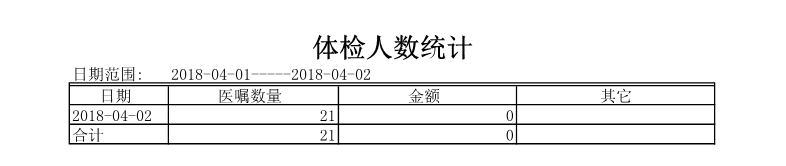 体检人数统计
日期范围: 2018-04-01-----2018-04-02
日期 医嘱数量 金额 其它
2018-04-02 21 0
合计 21 0